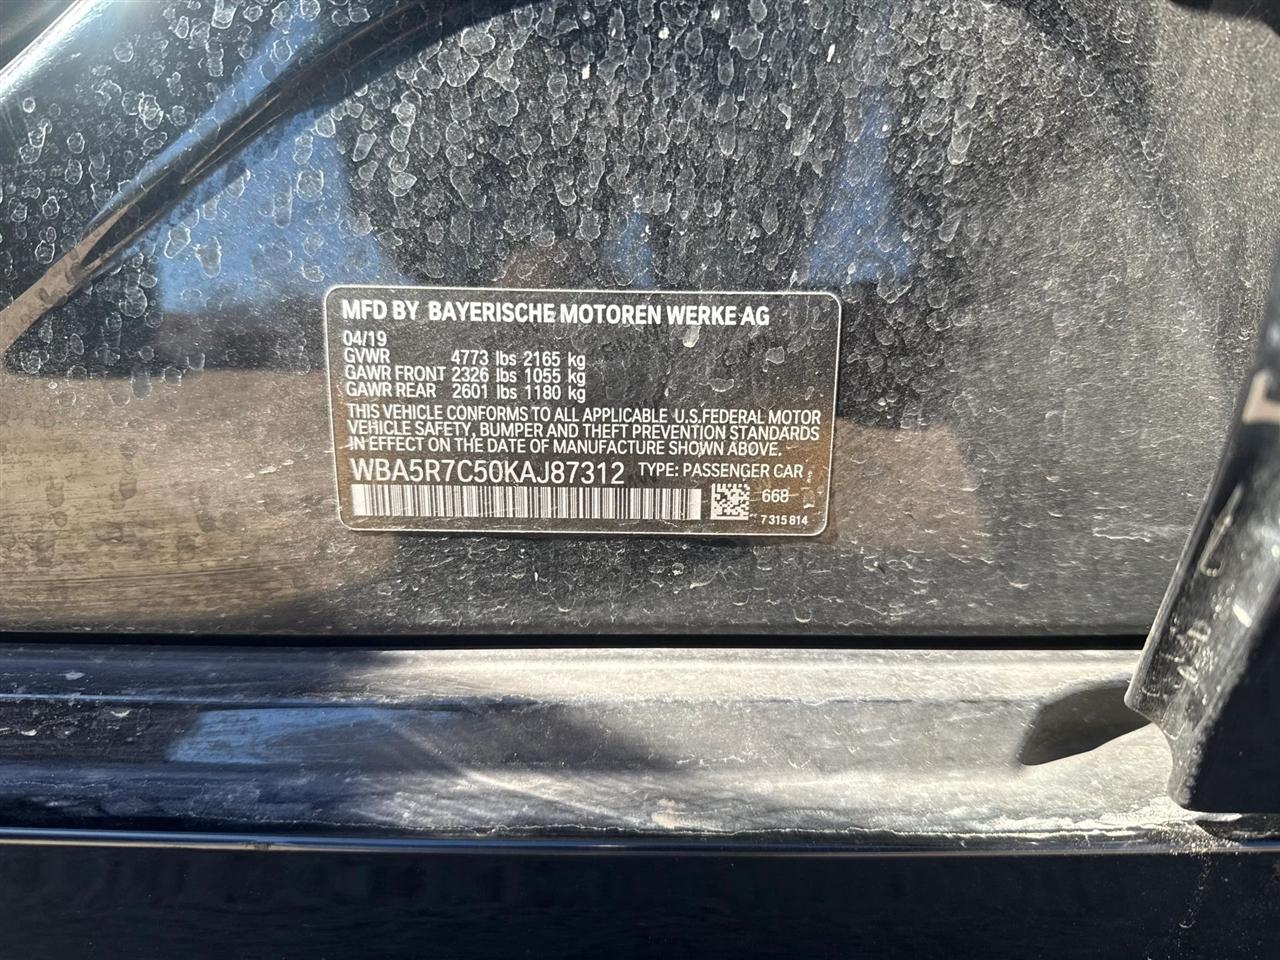 MFD BY BAYERISCHE MOTOREN WERKE AG
04/19
GVWR 4773 lbs 2165 kg
GAWR FRONT 2326 lbs 1055 kg
GAWR REAR 2601 lbs 1180 kg
THIS VEHICLE CONFORMS TO ALL APPLICABLE U.S.FEDERAL MOTOR
VEHICLE SAFETY, BUMPER AND THEFT PREVENTION STANDARDS
IN EFFECT ON THE DATE OF MANUFACTURE SHOWN ABOVE.
WBA5R7C50KAJ87312 TYPE: PASSENGER CAR
668
7 315 814